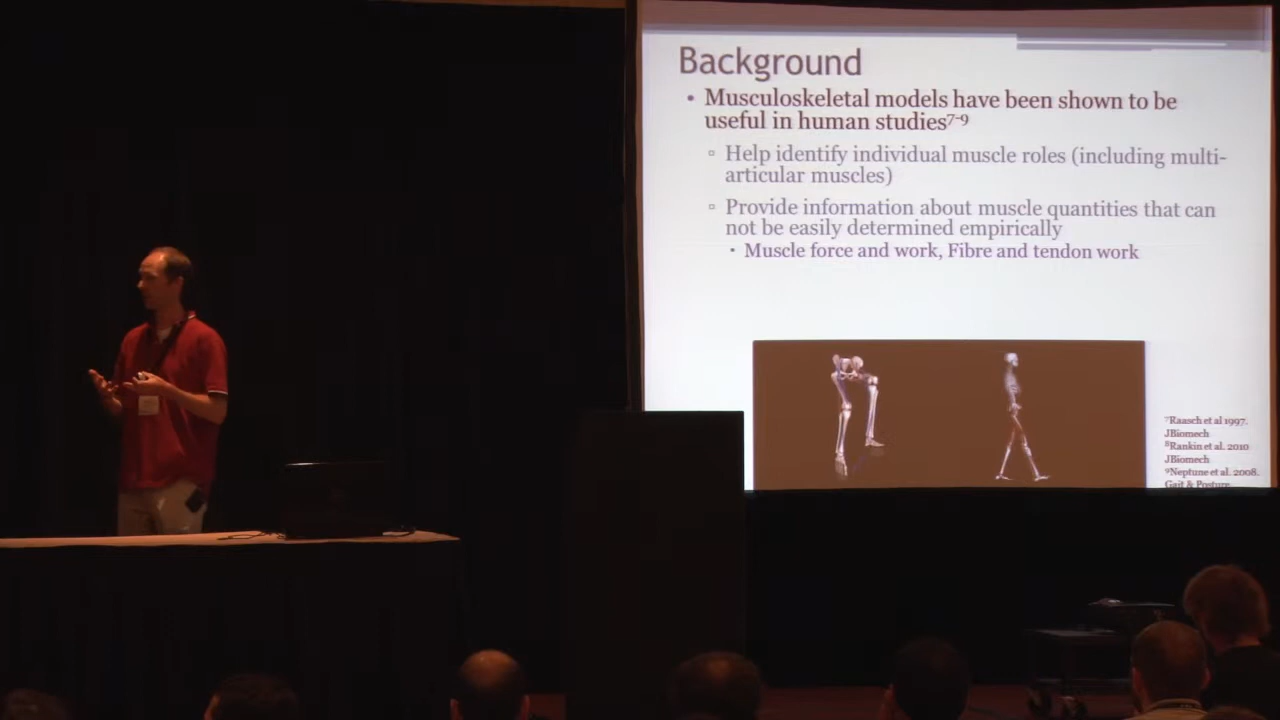 Background
• Musculoskeletal models have been shown to be
useful in human studies⁷⁻⁹
▫ Help identify individual muscle roles (including multi-
articular muscles)
▫ Provide information about muscle quantities that can
not be easily determined empirically
• Muscle force and work, Fibre and tendon work
⁷Raasch et al 1997.
JBiomech
⁸Rankin et al. 2010
JBiomech
⁹Neptune et al. 2008.
Gait & Posture